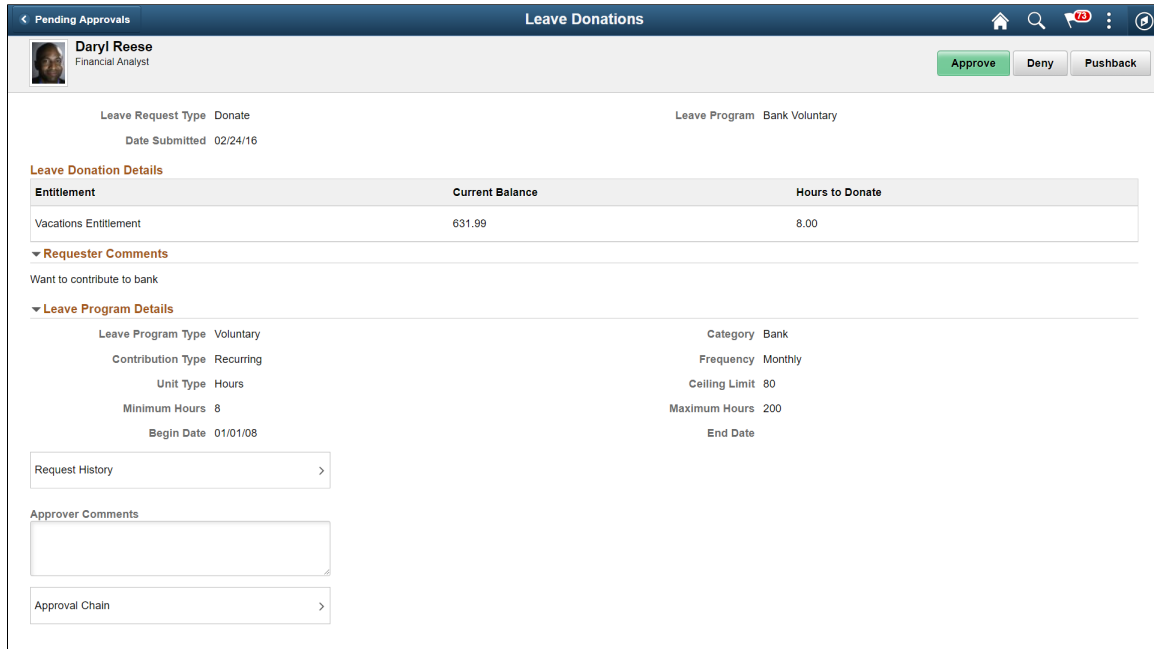 Pending Approvals
Leave Donations
73
Daryl Reese
Financial Analyst
Approve Deny Pushback
Leave Request Type Donate Leave Program Bank Voluntary
Date Submitted 02/24/16
Leave Donation Details
Entitlement Current Balance Hours to Donate
Vacations Entitlement 631.99 8.00
Requester Comments
Want to contribute to bank
Leave Program Details
Leave Program Type Voluntary Category Bank
Contribution Type Recurring Frequency Monthly
Unit Type Hours Ceiling Limit 80
Minimum Hours 8 Maximum Hours 200
Begin Date 01/01/08 End Date
Request History
Approver Comments
Approval Chain